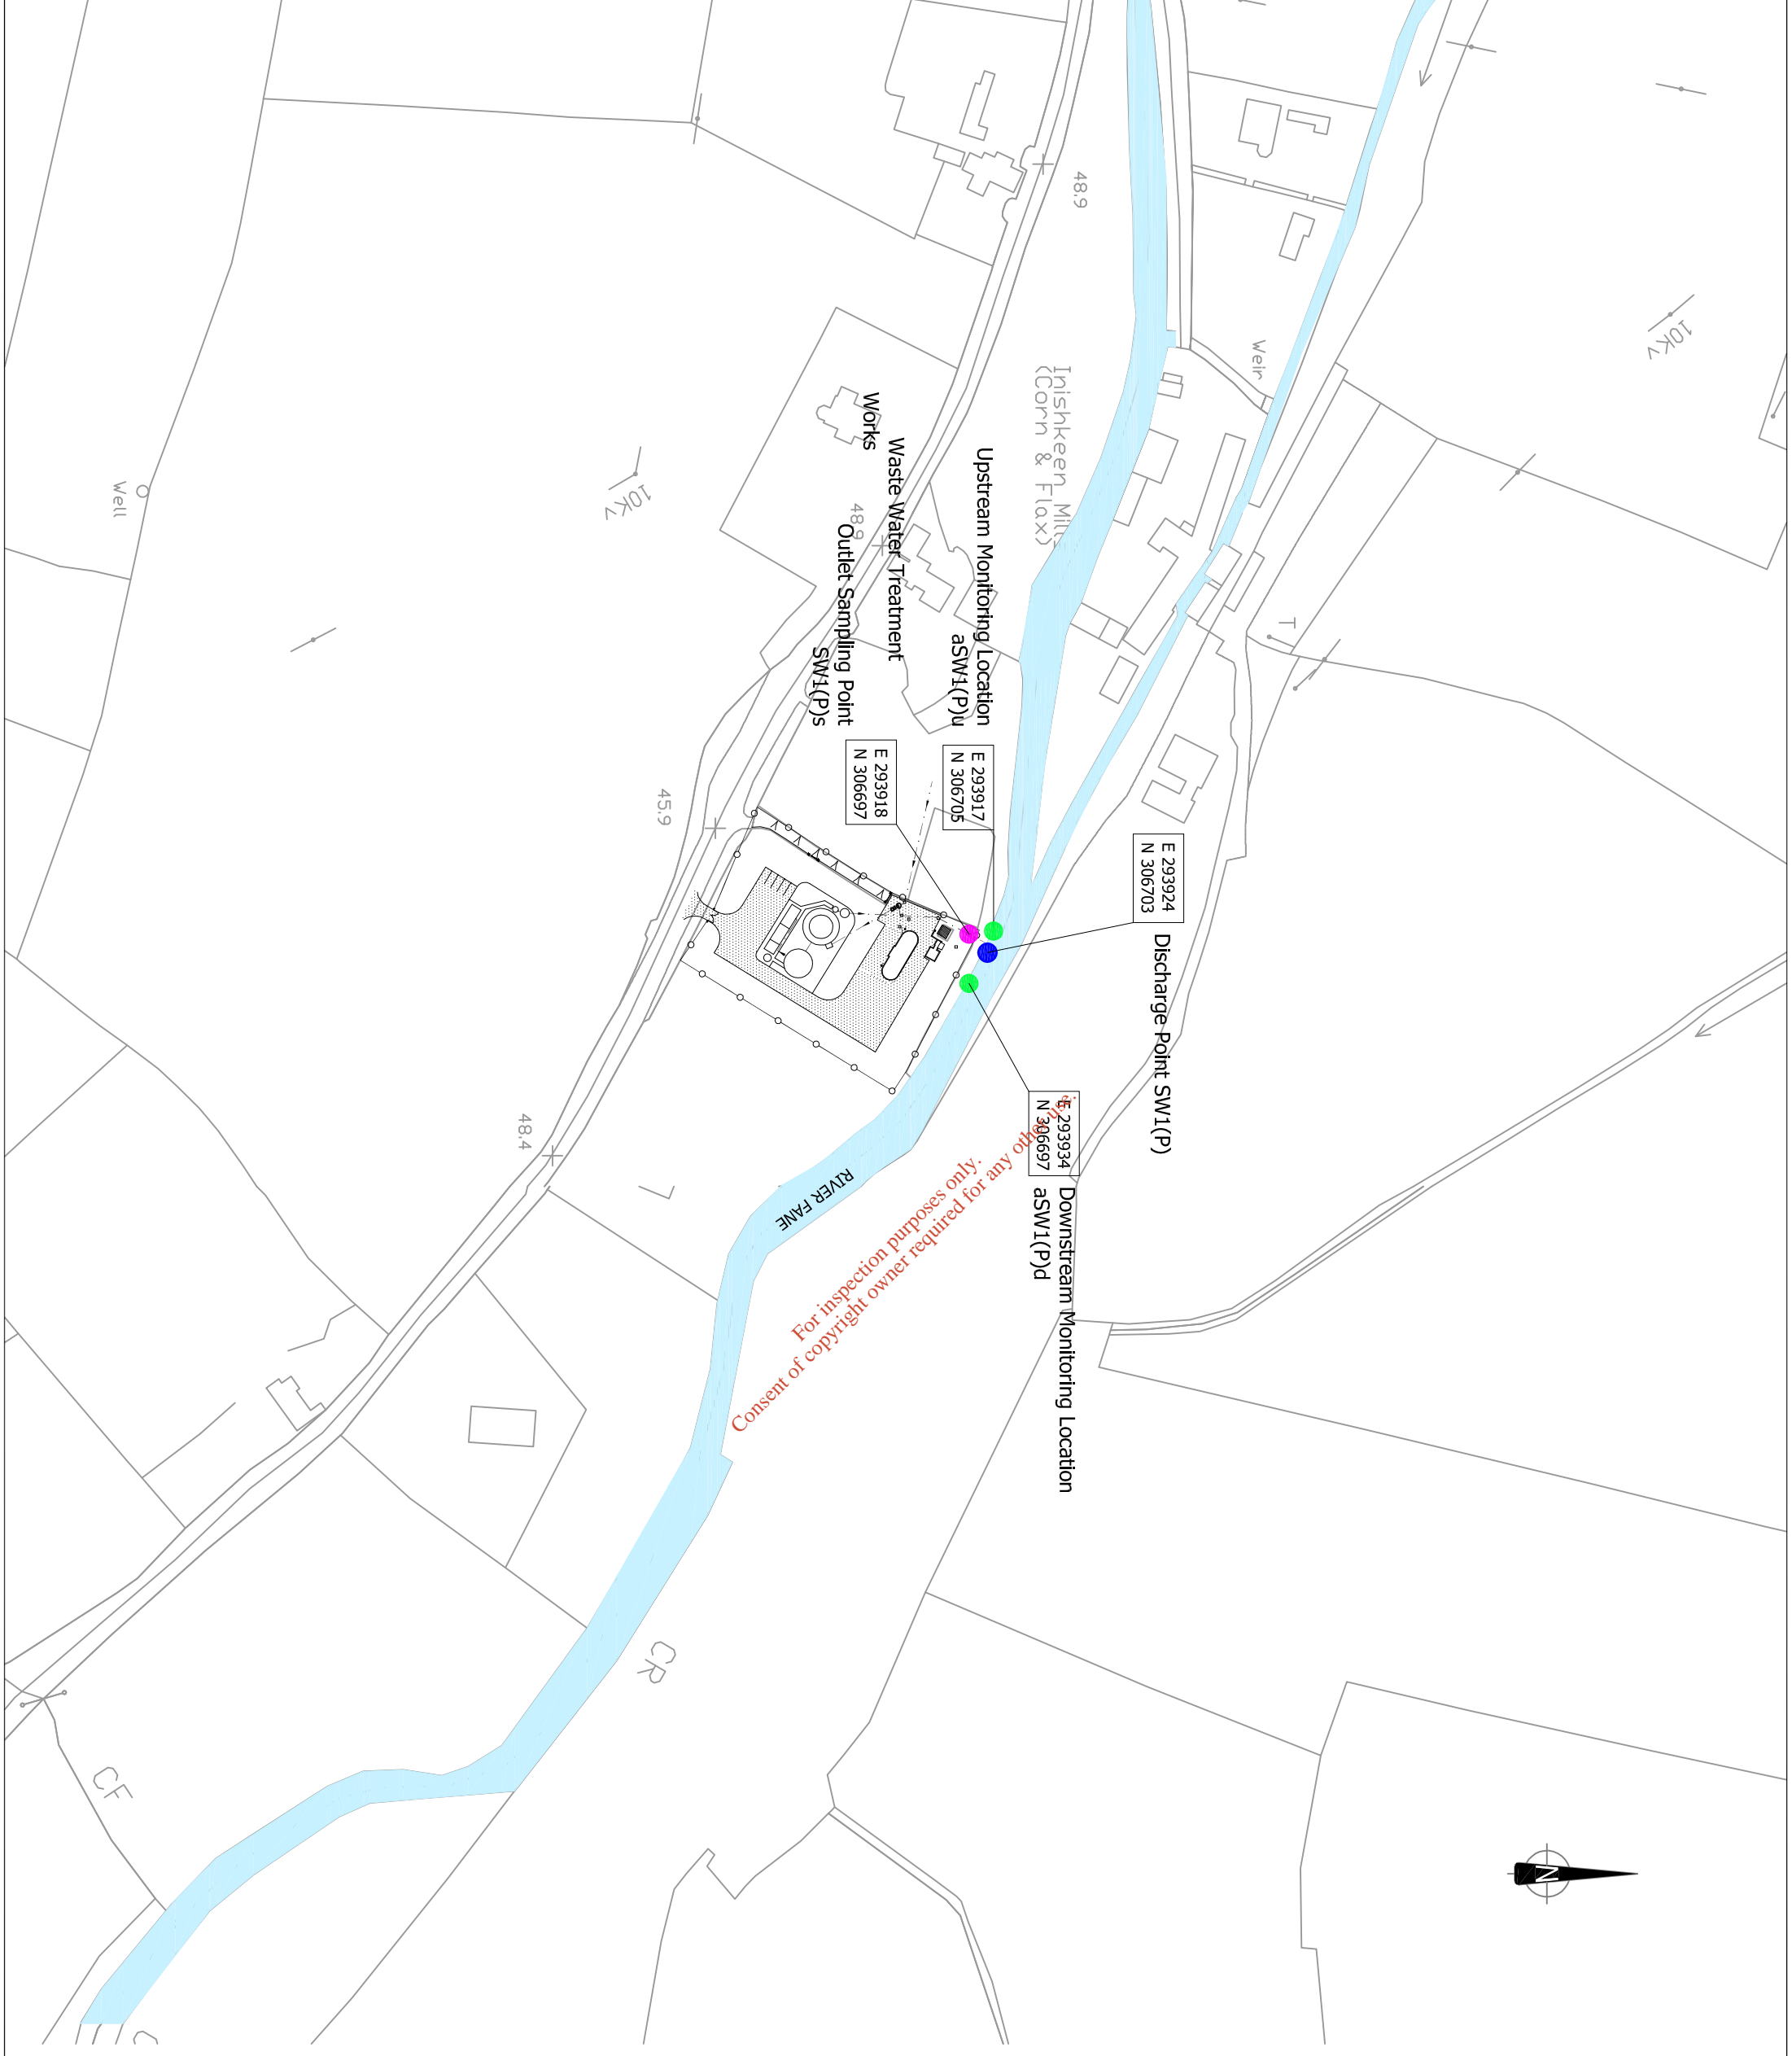 48.9
10KV
Weir
Inishkeen Mill
(Corn & Flax)
Works
Waste Water Treatment
48.9
Outlet Sampling Point
SW1(P)s
Upstream Monitoring Location
aSW1(P)u
Well
10KV
T
E 293918
N 306697
E 293917
N 306705
E 293924
N 306703
Discharge Point SW1(P)
45.9
E 293934
N 306697
Downstream Monitoring Location
aSW1(P)d
48.4
RIVER FANE
For inspection purposes only.
Consent of copyright owner required for any other use.
CR
CF
N